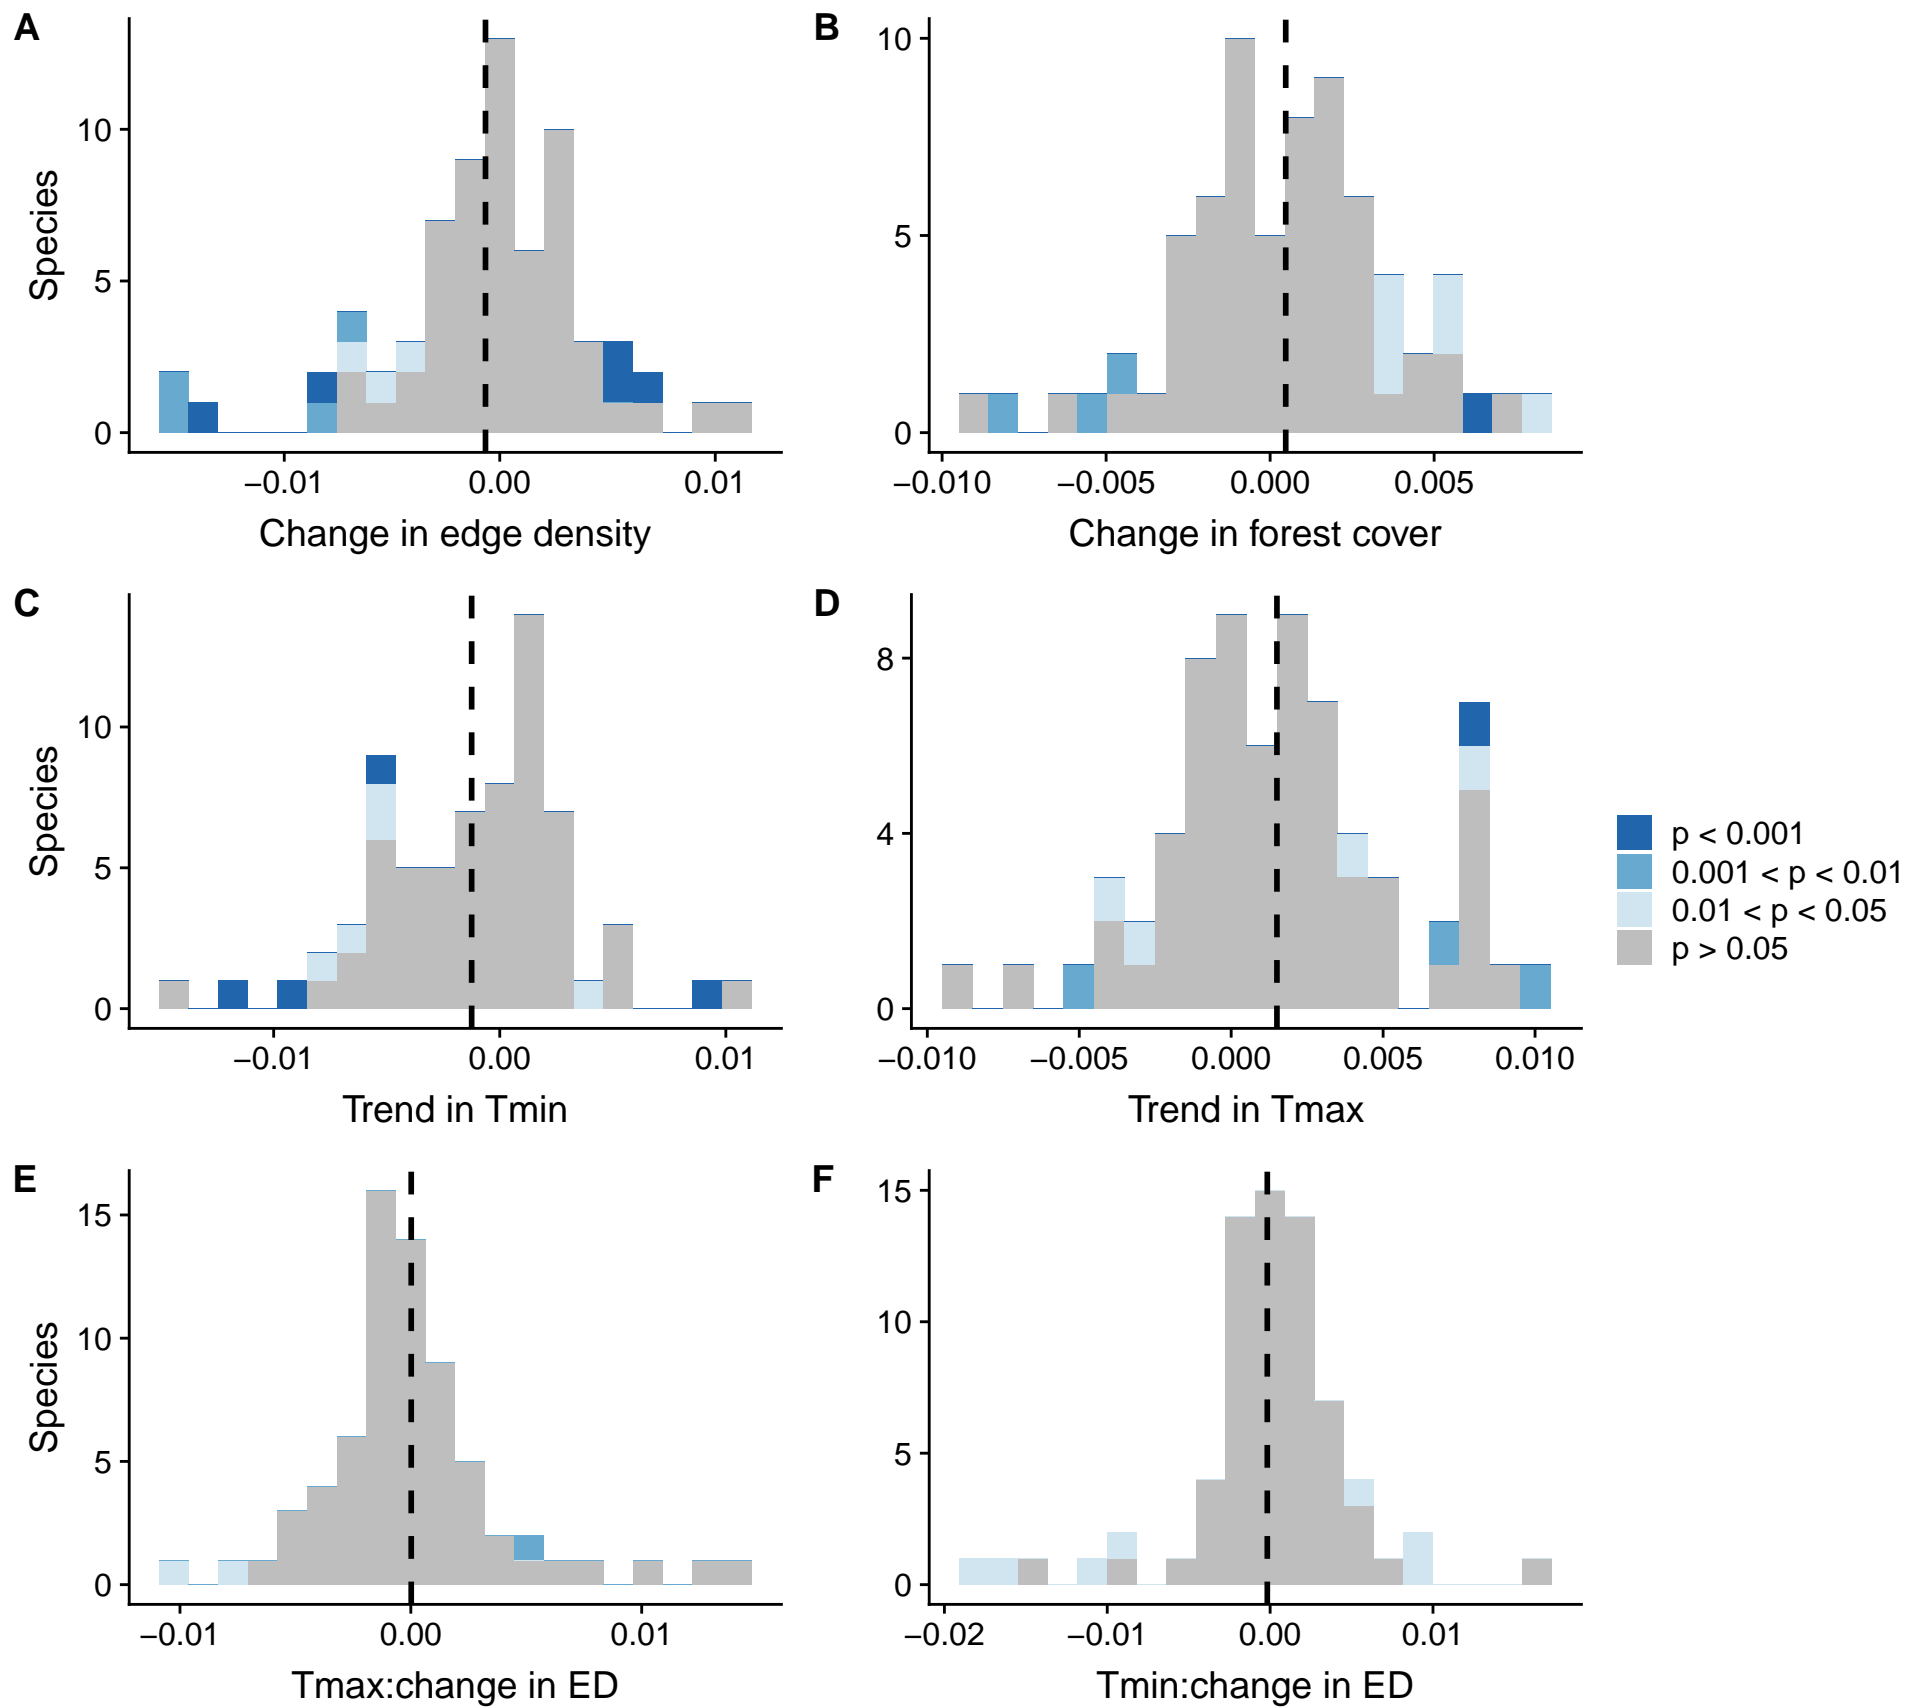 A
Species
10
5
0
−0.01
0.00
0.01
Change in edge density
B
10
5
0
−0.010
−0.005
0.000
0.005
Change in forest cover
C
Species
10
5
0
−0.01
0.00
0.01
Trend in Tmin
D
8
4
0
−0.010
−0.005
0.000
0.005
0.010
Trend in Tmax
p < 0.001
0.001 < p < 0.01
0.01 < p < 0.05
p > 0.05
E
Species
15
10
5
0
−0.01
0.00
0.01
Tmax:change in ED
F
15
10
5
0
−0.02
−0.01
0.00
0.01
Tmin:change in ED